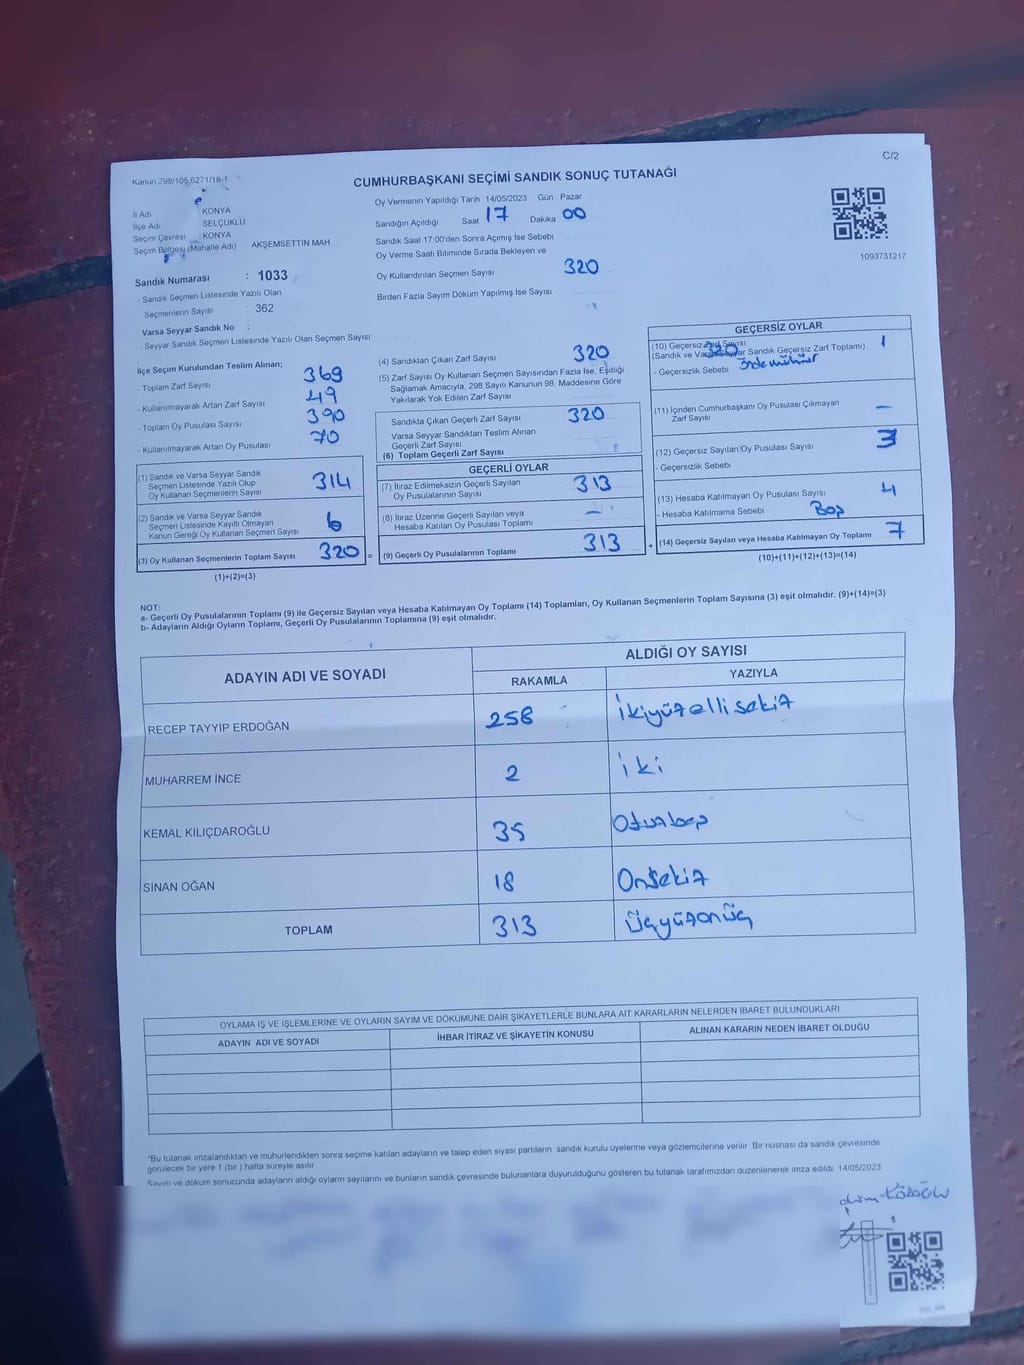 C/2
Kanun 298/105,6271/18-1
CUMHURBAŞKANI SEÇİMİ SANDIK SONUÇ TUTANAĞI
İl Adı : KONYA
İlçe Adı SELÇUKLU
Seçim Çevresi : KONYA
Seçim Bölgesi (Mahalle Adı) AKŞEMSETTİN MAH
Sandık Numarası : 1033
- Sandık Seçmen Listesinde Yazılı Olan
Seçmenlerin Sayısı : 362
Varsa Seyyar Sandık No :
- Seyyar Sandık Seçmen Listesinde Yazılı Olan Seçmen Sayısı
Oy Vermenin Yapıldığı Tarih 14/05/2023 Gün Pazar
Sandığın Açıldığı Saat 17 Dakika 00
Sandık Saat 17:00'den Sonra Açımış İse Sebebi
Oy Verme Saati Bitiminde Sırada Bekleyen ve
Oy Kullandırılan Seçmen Sayısı 320
Birden Fazla Sayım Döküm Yapılmış İse Sayısı
1093731217
İlçe Seçim Kurulundan Teslim Alınan;
- Toplam Zarf Sayısı 369
- Kullanılmayarak Artan Zarf Sayısı 49
- Toplam Oy Pusulası Sayısı 390
- Kullanılmayarak Artan Oy Pusulası 70
(1) Sandık ve Varsa Seyyar Sandık
Seçmen Listesinde Yazılı Olup
Oy Kullanan Seçmenlerin Sayısı 314
(2) Sandık ve Varsa Seyyar Sandık
Seçmen Listesinde Kayıtlı Olmayan
Kanun Gereği Oy Kullanan Seçmen Sayısı 6
(3) Oy Kullanan Seçmenlerin Toplam Sayısı 320 =
(1)+(2)=(3)
(4) Sandıktan Çıkan Zarf Sayısı 320
(5) Zarf Sayısı Oy Kullanan Seçmen Sayısından Fazla İse, Eşitliği
Sağlamak Amacıyla, 298 Sayılı Kanunun 98. Maddesine Göre
Yakılarak Yok Edilen Zarf Sayısı
Sandıkta Çıkan Geçerli Zarf Sayısı 320
Varsa Seyyar Sandıktan Teslim Alınan
Geçerli Zarf Sayısı
(6) Toplam Geçerli Zarf Sayısı
GEÇERLİ OYLAR
(7) İtiraz Edilmeksizin Geçerli Sayılan
Oy Pusulalarının Sayısı 313
(8) İtiraz Üzerine Geçerli Sayılan veya
Hesaba Katılan Oy Pusulası Toplamı –
(9) Geçerli Oy Pusulalarının Toplamı 313 +
GEÇERSİZ OYLAR
(10) Geçersiz Zarf Sayısı 320 1
(Sandık ve Varsa Seyyar Sandık Geçersiz Zarf Toplamı)
- Geçersizlik Sebebi
(11) İçinden Cumhurbaşkanı Oy Pusulası Çıkmayan
Zarf Sayısı –
(12) Geçersiz Sayılan Oy Pusulası Sayısı 3
- Geçersizlik Sebebi
(13) Hesaba Katılmayan Oy Pusulası Sayısı 4
- Hesaba Katılmama Sebebi Boş
(14) Geçersiz Sayılan veya Hesaba Katılmayan Oy Toplamı 7
(10)+(11)+(12)+(13)=(14)
NOT:
a- Geçerli Oy Pusulalarının Toplamı (9) ile Geçersiz Sayılan veya Hesaba Katılmayan Oy Toplamı (14) Toplamları, Oy Kullanan Seçmenlerin Toplam Sayısına (3) eşit olmalıdır. (9)+(14)=(3)
b- Adayların Aldığı Oyların Toplamı, Geçerli Oy Pusulalarının Toplamına (9) eşit olmalıdır.
ADAYIN ADI VE SOYADI ALDIĞI OY SAYISI
RAKAMLA YAZIYLA
RECEP TAYYIP ERDOĞAN 258 İkiyüzellisekiz
MUHARREM İNCE 2 iki
KEMAL KILIÇDAROĞLU 35 Otuzbeş
SİNAN OĞAN 18 Onsekiz
TOPLAM 313 Üçyüzonüç
OYLAMA İŞ VE İŞLEMLERİNE VE OYLARIN SAYIM VE DÖKÜMÜNE DAİR ŞİKAYETLERLE BUNLARA AİT KARARLARIN NELERDEN İBARET BULUNDUKLARI
ADAYIN ADI VE SOYADI İHBAR İTİRAZ VE ŞİKAYETİN KONUSU ALINAN KARARIN NEDEN İBARET OLDUĞU
*Bu tutanak imzalandıktan ve mühürlendikten sonra seçime katılan adayların ve talep eden siyasi partilerin sandık kurulu üyelerine veya gözlemcilerine verilir Bir nüshası da sandık çevresinde
görülecek bir yere 1 (bir) hafta süreyle asılır
Sayım ve döküm sonucunda adayların aldığı oyların sayılarını ve bunların sandık çevresinde bulunanlara duyurulduğunu gösteren bu tutanak tarafımızdan düzenlenerek imza edildi 14/05/2023